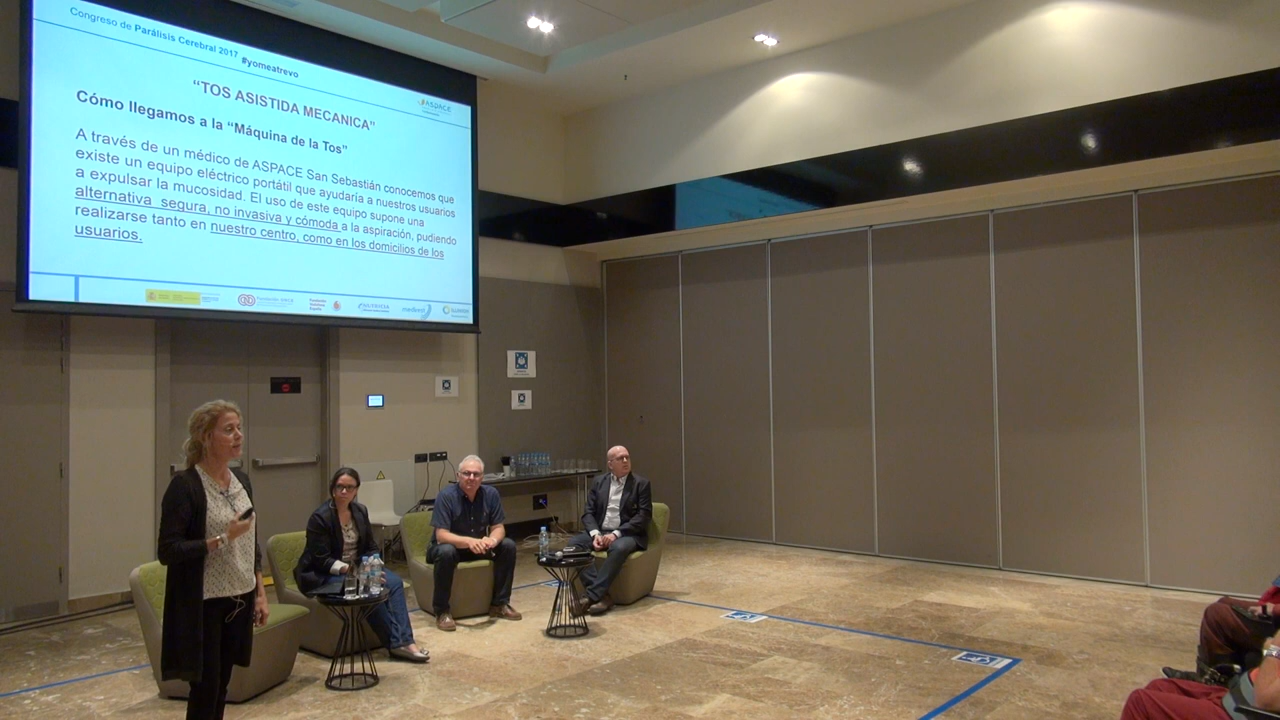 Congreso de Parálisis Cerebral 2017 #yomeatrevo
ASPACE
“TOS ASISTIDA MECANICA”
Cómo llegamos a la “Máquina de la Tos”
A través de un médico de ASPACE San Sebastián conocemos que
existe un equipo eléctrico portátil que ayudaría a nuestros usuarios
a expulsar la mucosidad. El uso de este equipo supone una
alternativa segura, no invasiva y cómoda a la aspiración, pudiendo
realizarse tanto en nuestro centro, como en los domicilios de los
usuarios.